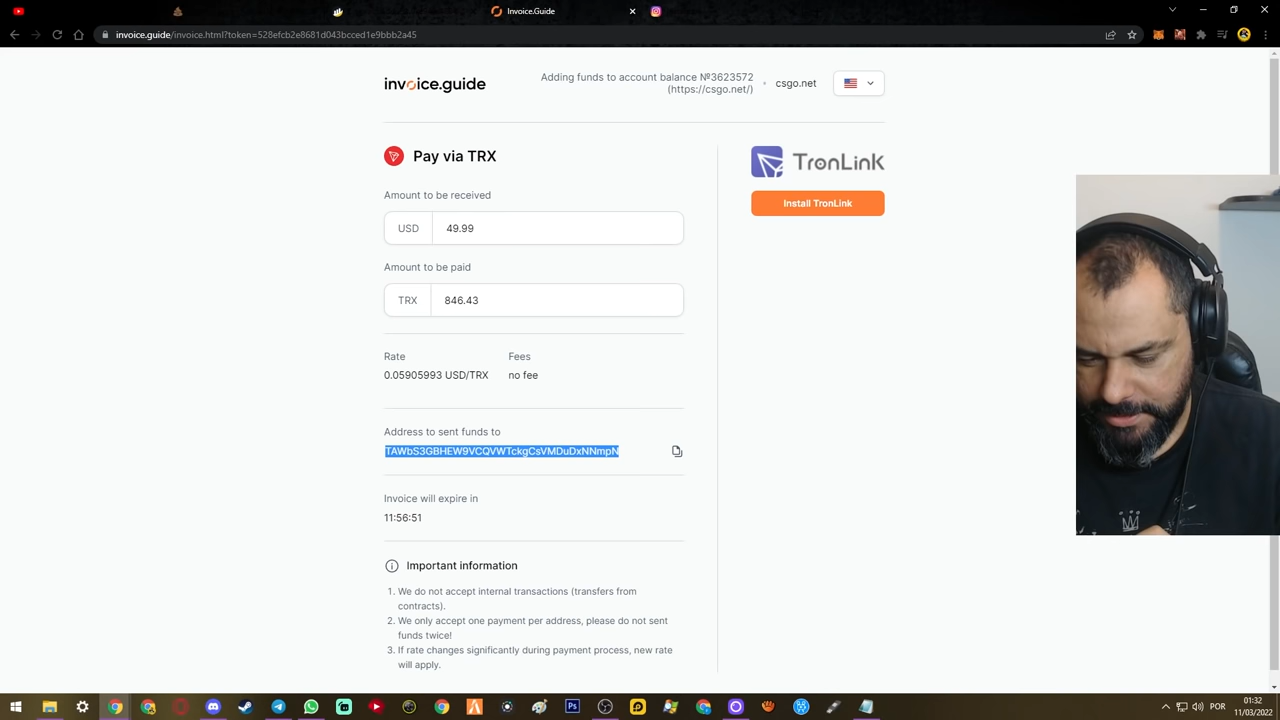 Invoice.Guide
invoice.guide/invoice.html?token=528efcb2e8681d043bcced1e9bbb2a45
invoice.guide
Adding funds to account balance №3623572
(https://csgo.net/)
csgo.net
Pay via TRX
TRONLINK
Amount to be received
Install TronLink
USD
49.99
Amount to be paid
TRX
846.43
Rate
Fees
0.05905993 USD/TRX
no fee
Address to sent funds to
TAWbS3GBHEW9VCQVWTckgCsVMDuDxNNmpN
Invoice will expire in
11:56:51
Important information
1. We do not accept internal transactions (transfers from
contracts).
2. We only accept one payment per address, please do not sent
funds twice!
3. If rate changes significantly during payment process, new rate
will apply.
POR
01:32
11/03/2022